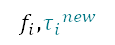 f_i, τ_i^{new}